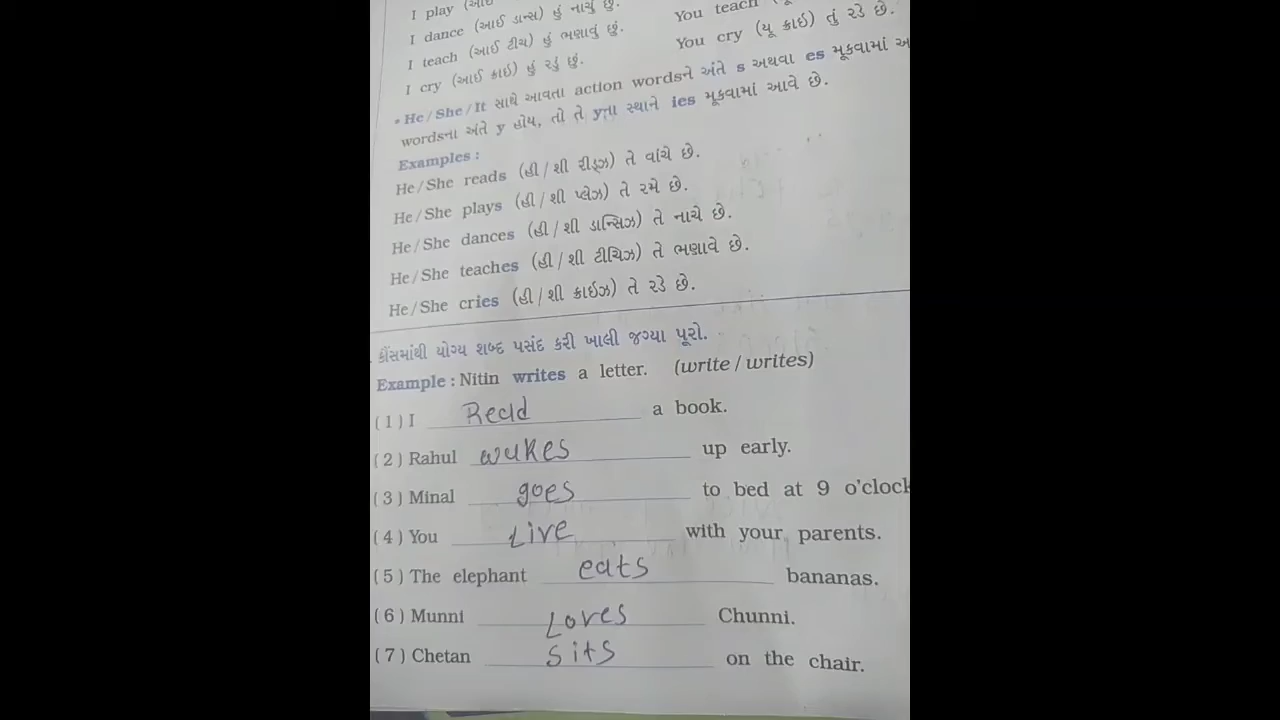 I play (આઈ
I dance (આઈ ડાન્સ) હું નાચું છું.
You teach (
I teach (આઈ ટીચ) હું ભણાવું છું.
You cry (યૂ ક્રાઇ) તું રડે છે.
I cry (આઈ ક્રાઈ) હું રડું છું.
• He/She/It સાથે આવતા action wordsને અંતે s અથવા es મૂકવામાં આ
wordsના અંતે y હોય, તો તે yના સ્થાને ies મૂકવામાં આવે છે.
Examples :
He/She reads (હી/શી રીડ્ઝ) તે વાંચે છે.
He/She plays (હી/શી પ્લેઝ) તે રમે છે.
He/She dances (હી/શી ડાન્સિઝ) તે નાચે છે.
He/She teaches (હી/શી ટીચિઝ) તે ભણાવે છે.
He/She cries (હી/શી ક્રાઇઝ) તે રડે છે.
કૌંસમાંથી યોગ્ય શબ્દ પસંદ કરી ખાલી જગ્યા પૂરો.
Example : Nitin writes a letter. (write/writes)
(1) I Read a book.
(2) Rahul wakes up early.
(3) Minal goes to bed at 9 o'clock
(4) You Live with your parents.
(5) The elephant eats bananas.
(6) Munni Loves Chunni.
(7) Chetan sits on the chair.